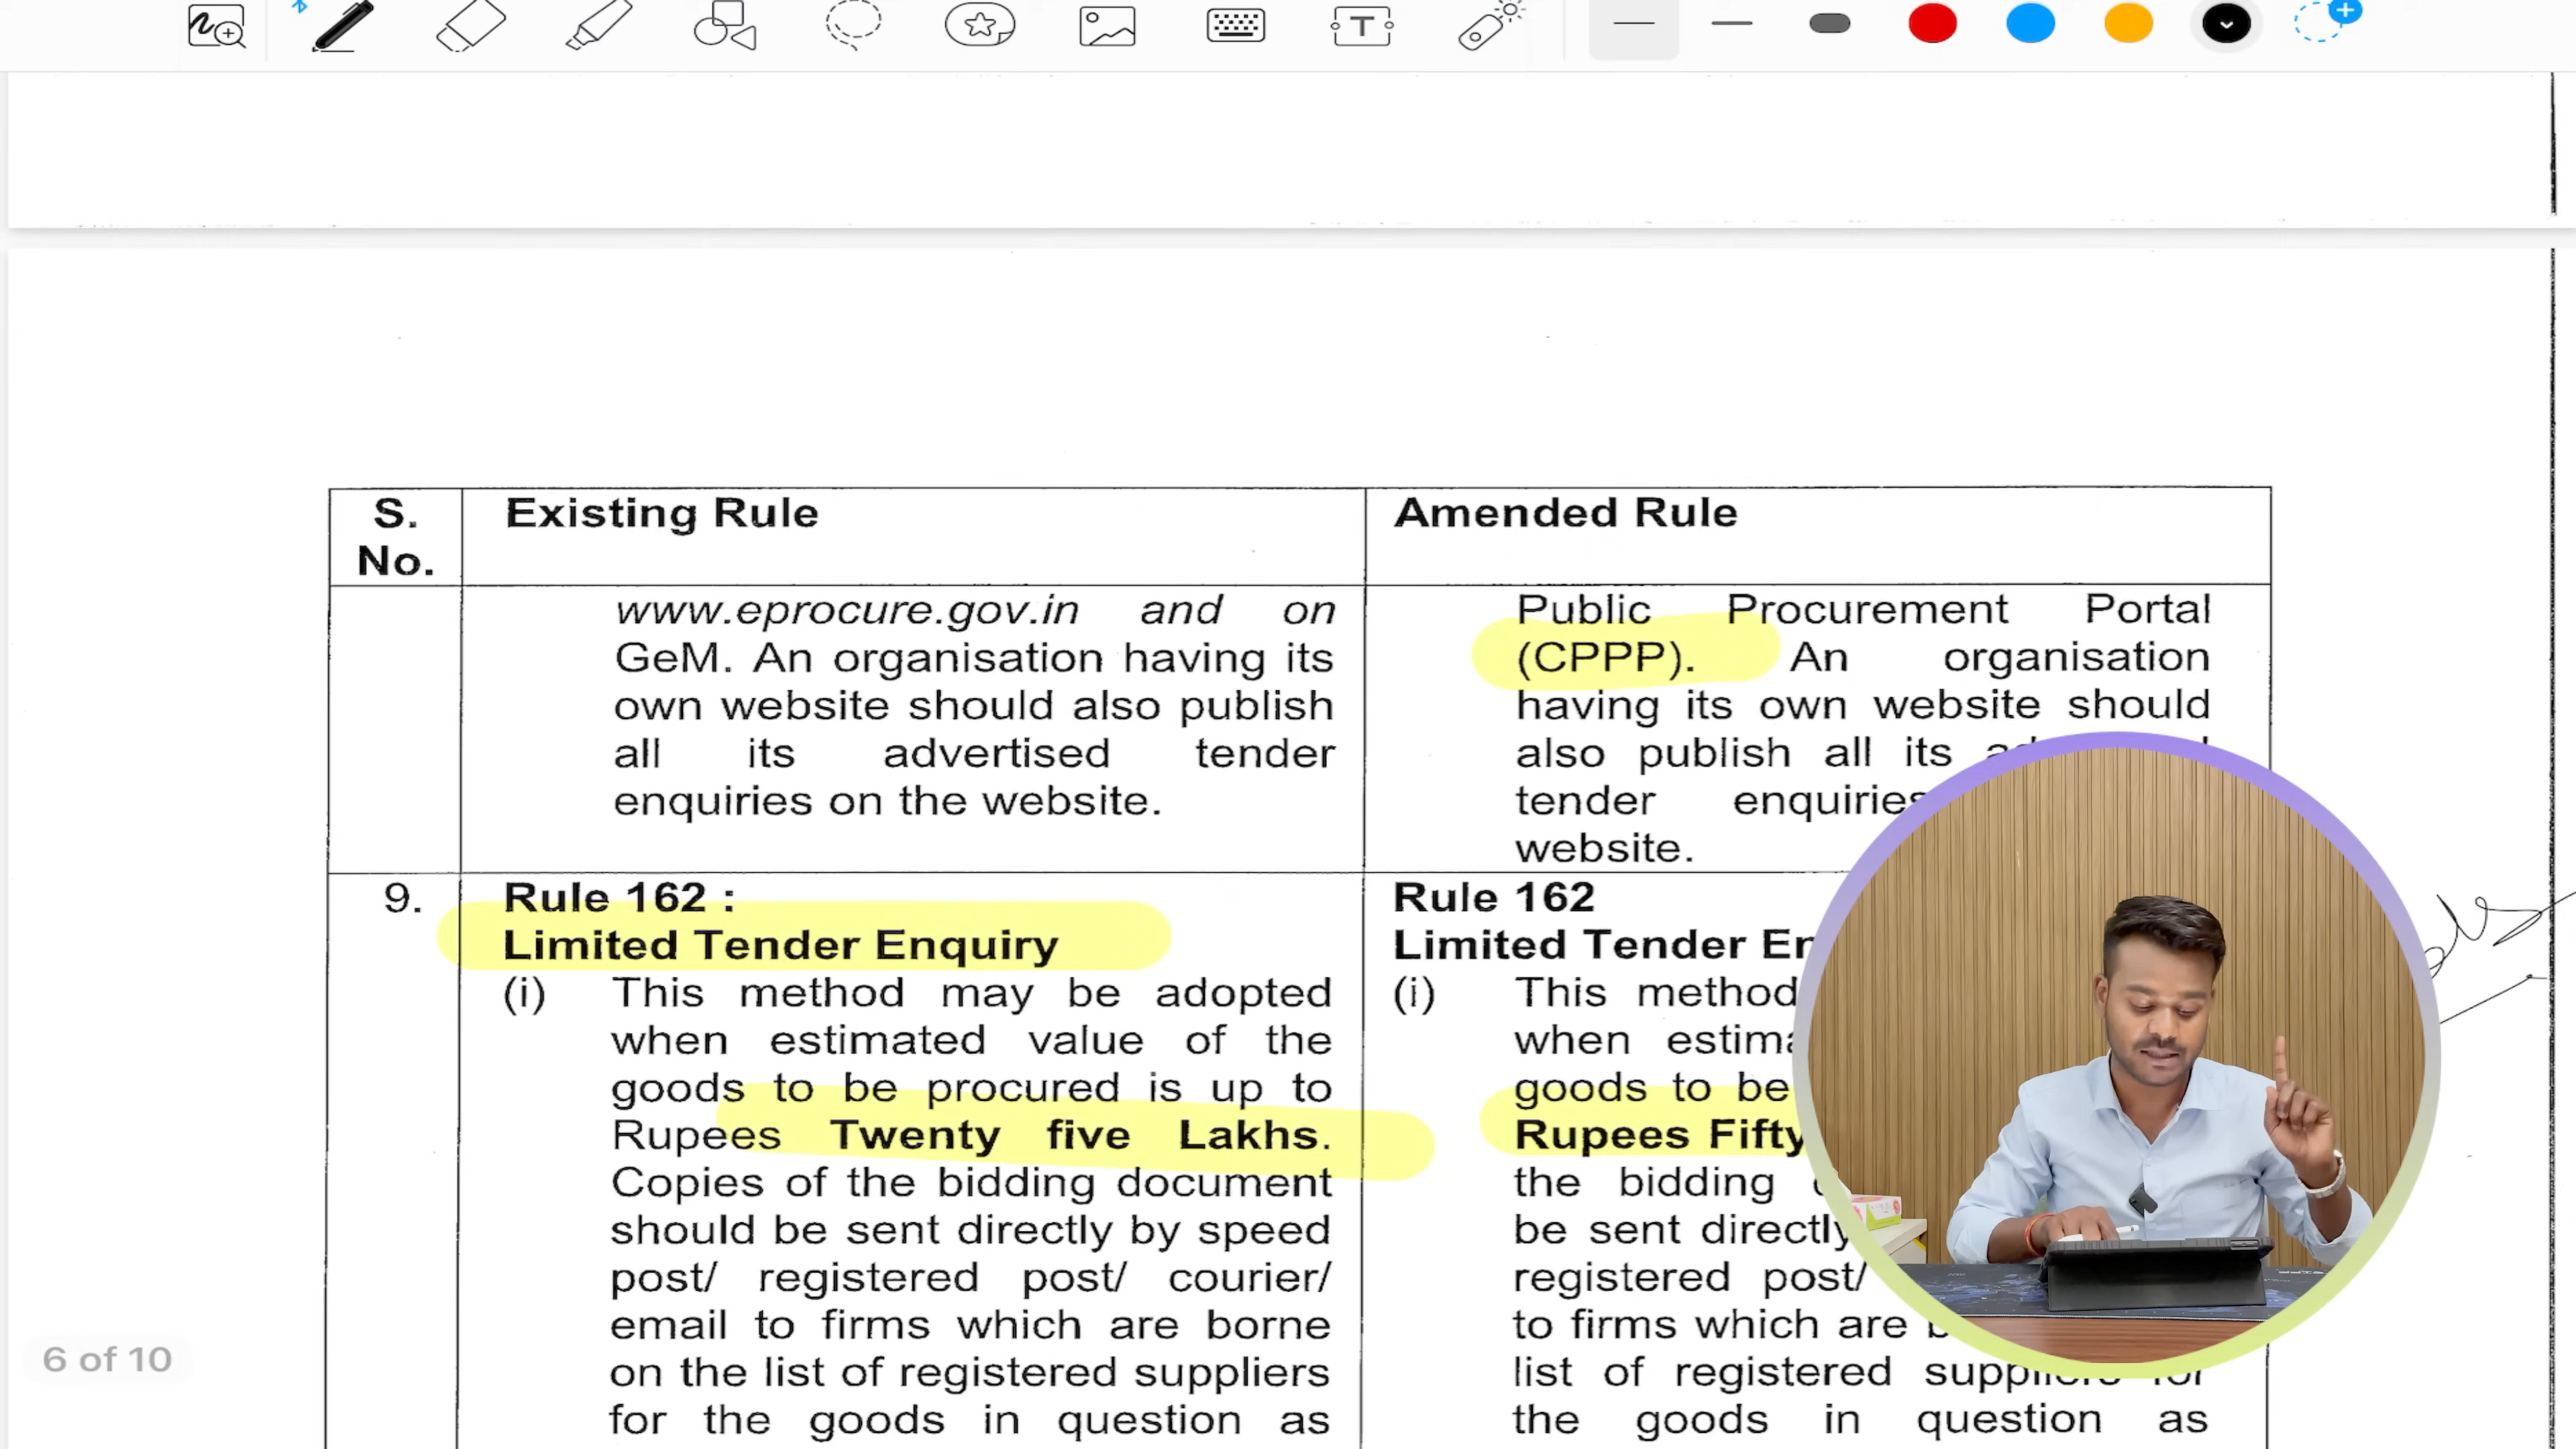 T
S. No.
Existing Rule
Amended Rule
www.eprocure.gov.in and on
GeM. An organisation having its
own website should also publish
all its advertised tender
enquiries on the website.
Public Procurement Portal
(CPPP). An organisation
having its own website should
also publish all its
tender enquiries
website.
9.
Rule 162 :
Limited Tender Enquiry
(i) This method may be adopted
when estimated value of the
goods to be procured is up to
Rupees Twenty five Lakhs.
Copies of the bidding document
should be sent directly by speed
post/ registered post/ courier/
email to firms which are borne
on the list of registered suppliers
for the goods in question as
Rule 162
Limited Tender En
(i) This method
when
goods to be
Rupees Fifty
the bidding
be sent directly
registered post/
to firms which are
list of registered suppliers for
the goods in question as
6 of 10